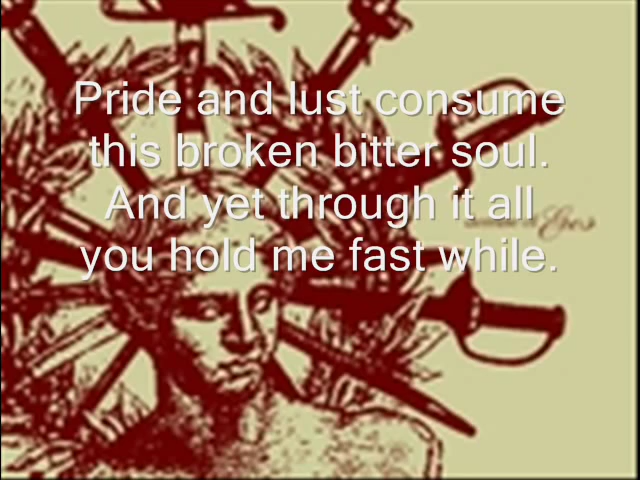 Pride and lust consume
this broken bitter soul.
And yet through it all
you hold me fast while.